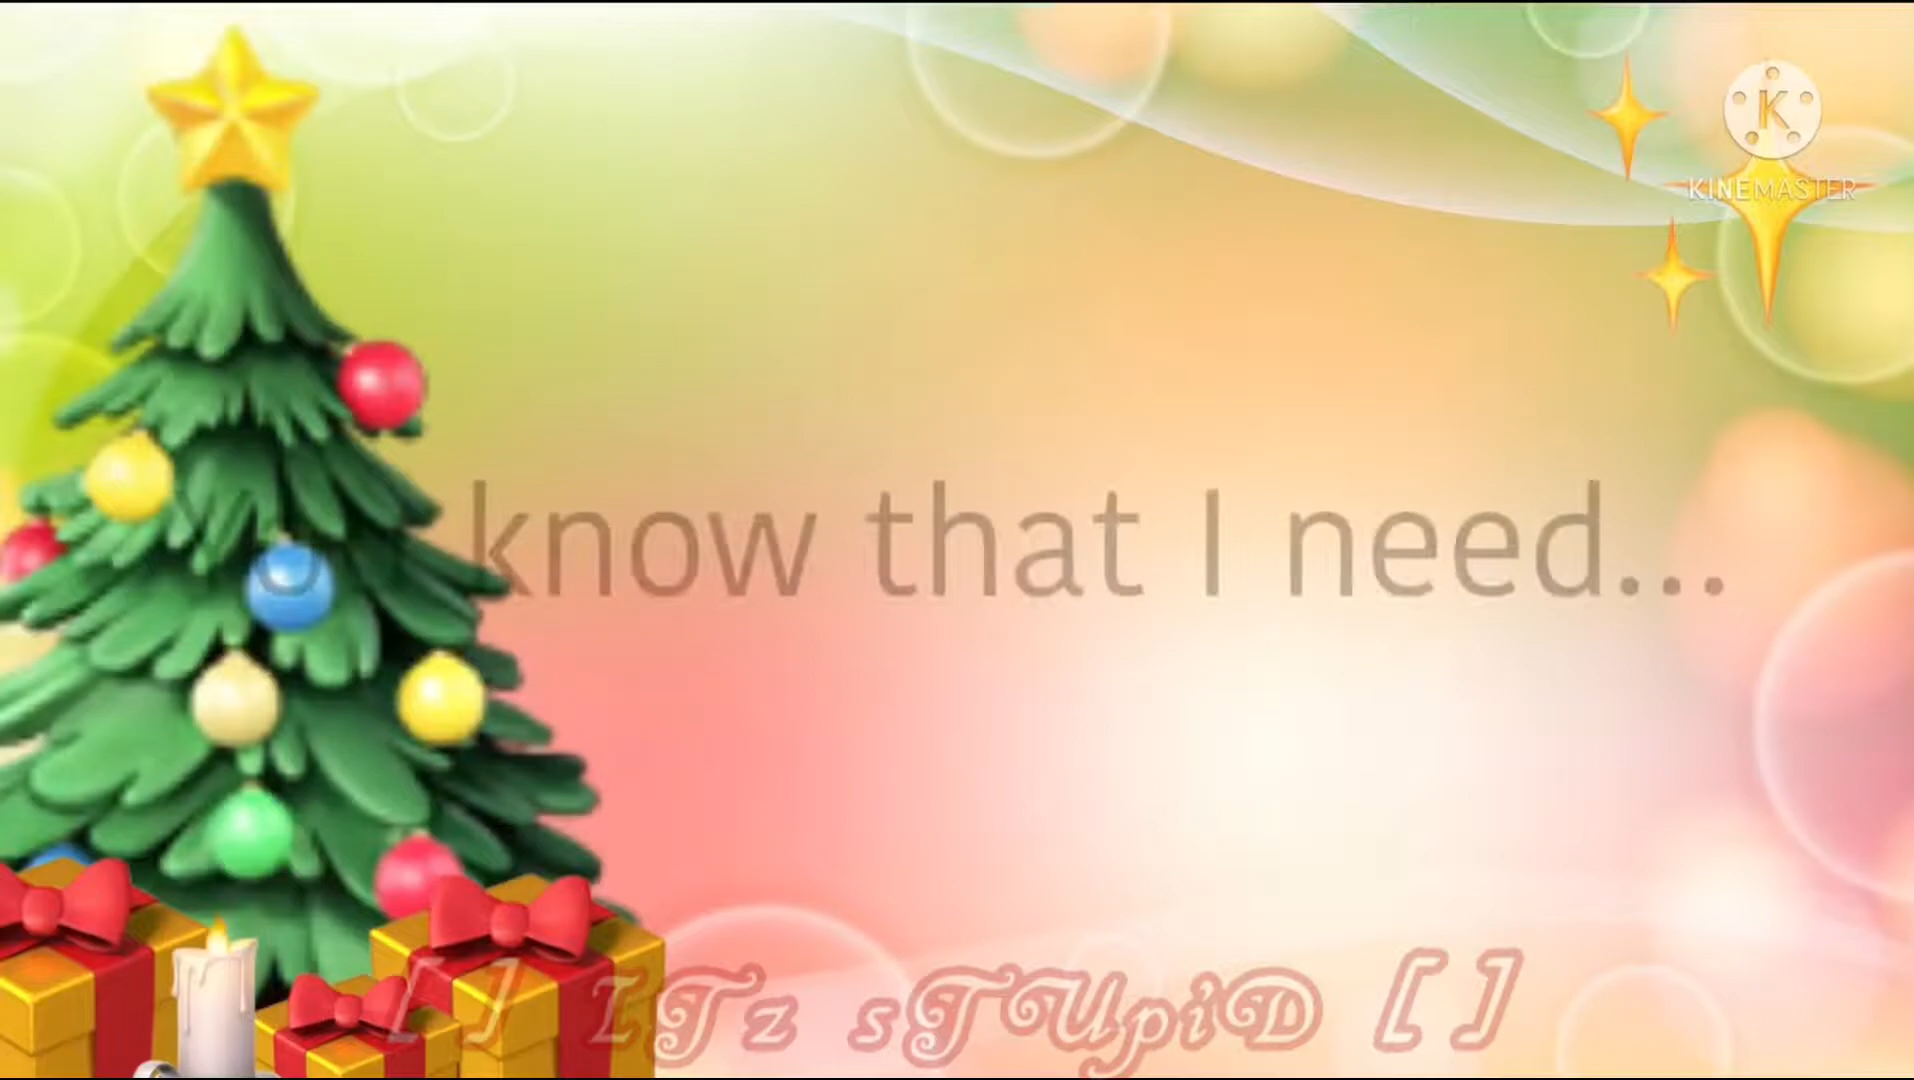 KINEMASTER
know that I need...
[ ] ITz sTUpiD [ ]